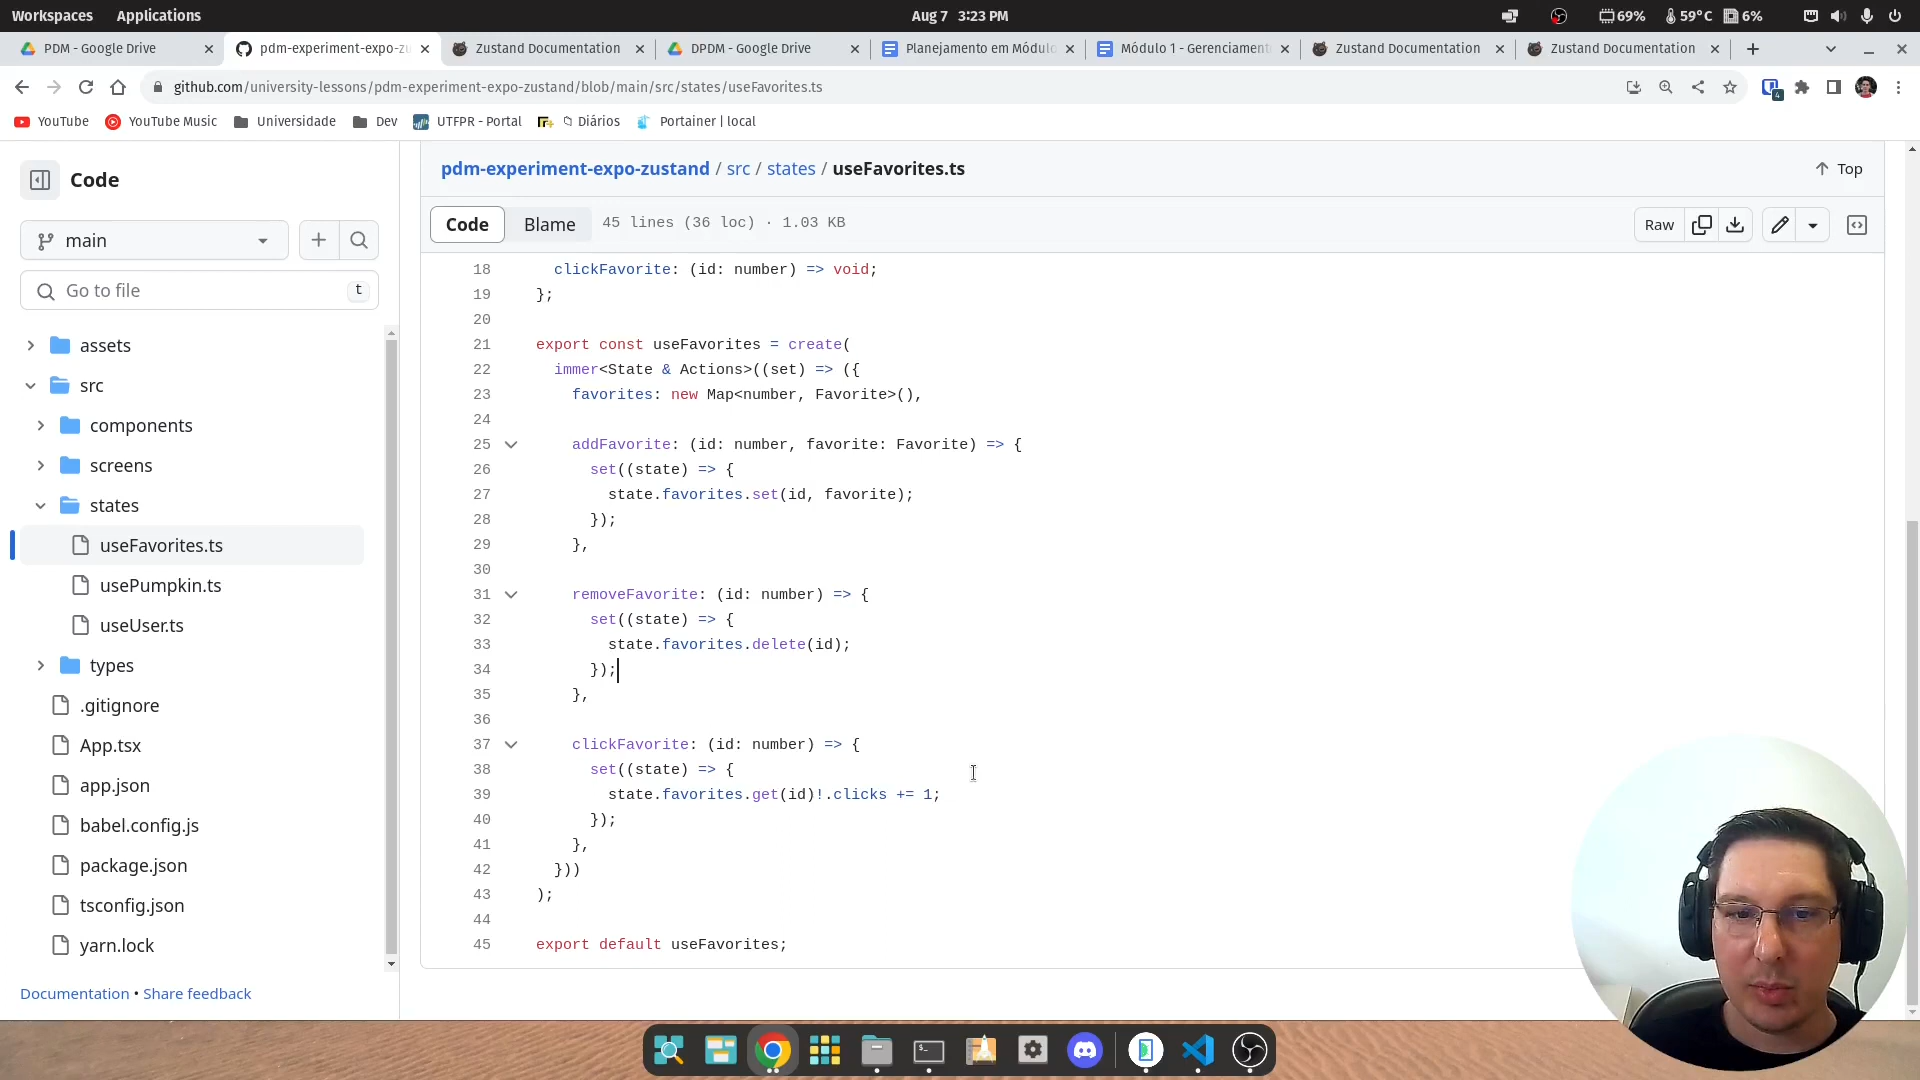 Workspaces Applications Aug 7 3:23 PM 69% 59°C 6%
PDM - Google Drive
pdm-experiment-expo-zu
Zustand Documentation
DPDM - Google Drive
Planejamento em Módulo
Módulo 1 - Gerenciament
Zustand Documentation
Zustand Documentation
github.com/university-lessons/pdm-experiment-expo-zustand/blob/main/src/states/useFavorites.ts
4
YouTube YouTube Music Universidade Dev UTFPR - Portal Diários Portainer | local
Code
main
Go to file t
assets
src
components
screens
states
useFavorites.ts
usePumpkin.ts
useUser.ts
types
.gitignore
App.tsx
app.json
babel.config.js
package.json
tsconfig.json
yarn.lock
Documentation • Share feedback
pdm-experiment-expo-zustand / src / states / useFavorites.ts
Top
Code Blame 45 lines (36 loc) · 1.03 KB Raw
18 clickFavorite: (id: number) => void;
19 };
20
21 export const useFavorites = create(
22 immer<State & Actions>((set) => ({
23 favorites: new Map<number, Favorite>(),
24
25 addFavorite: (id: number, favorite: Favorite) => {
26 set((state) => {
27 state.favorites.set(id, favorite);
28 });
29 },
30
31 removeFavorite: (id: number) => {
32 set((state) => {
33 state.favorites.delete(id);
34 });
35 },
36
37 clickFavorite: (id: number) => {
38 set((state) => {
39 state.favorites.get(id)!.clicks += 1;
40 });
41 },
42 }))
43 );
44
45 export default useFavorites;